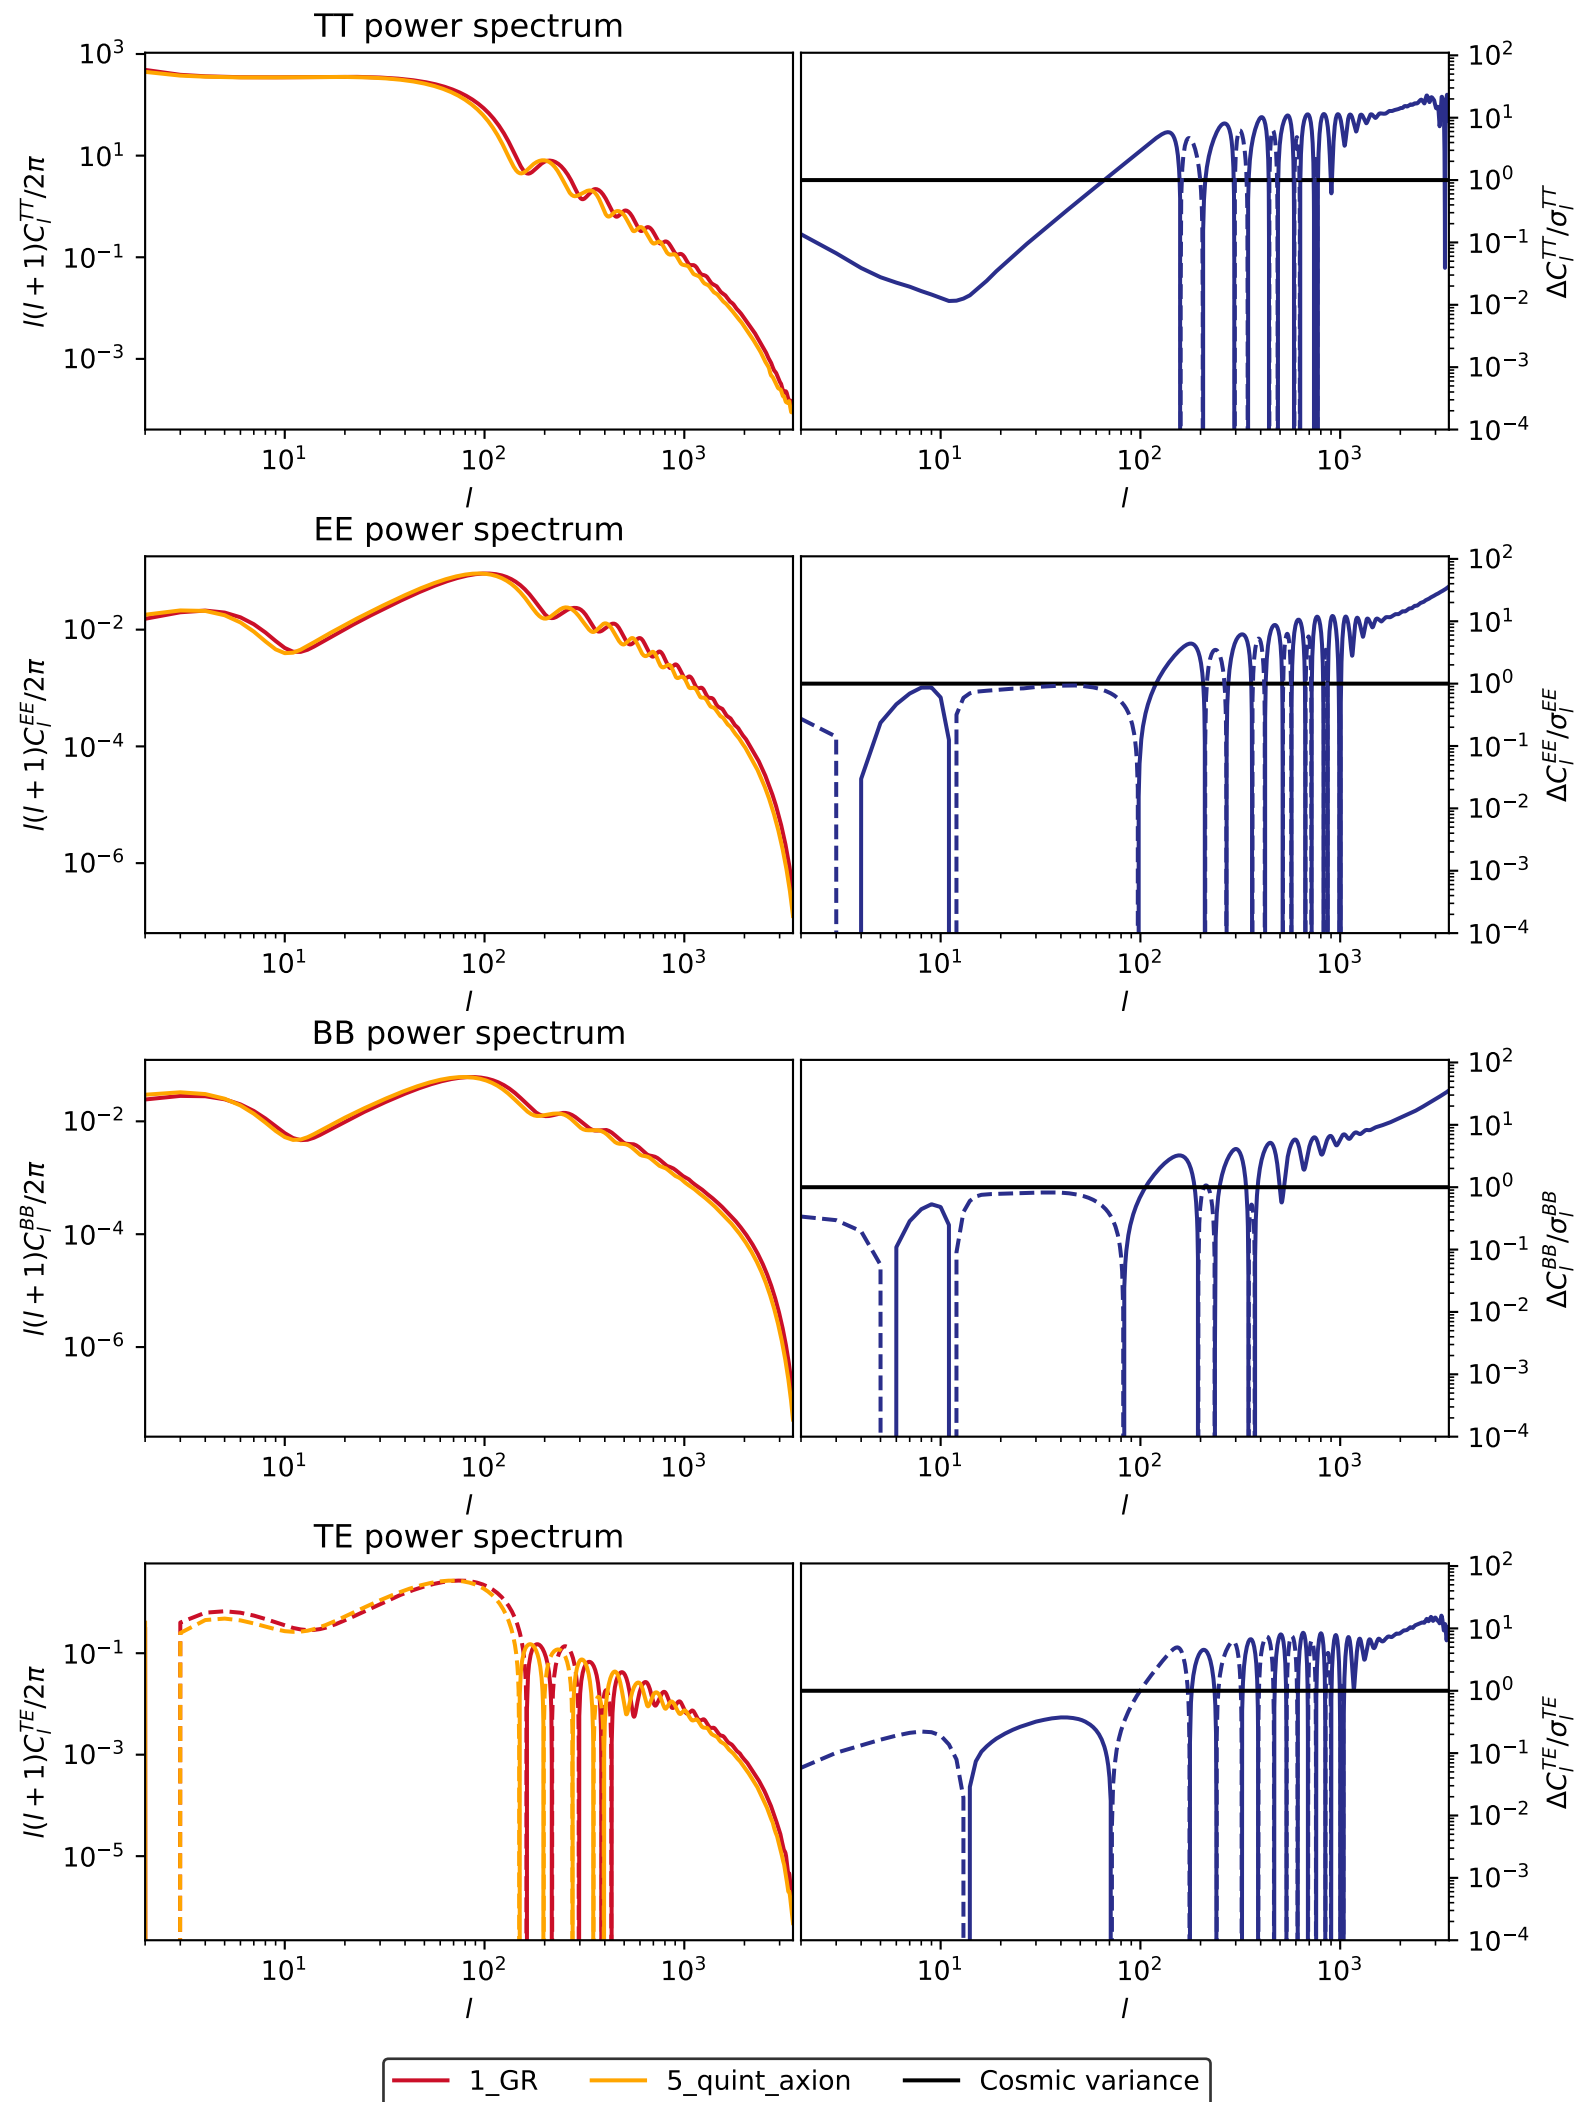 TT power spectrum
l(l + 1)C_l^{TT}/2π
10^3
10^1
10^{-1}
10^{-3}
10^1 10^2 10^3
l
10^2
10^1
10^0
10^{-1}
10^{-2}
10^{-3}
10^{-4}
ΔC_l^{TT}/σ_l^{TT}
10^1 10^2 10^3
l
EE power spectrum
l(l + 1)C_l^{EE}/2π
10^{-2}
10^{-4}
10^{-6}
10^1 10^2 10^3
l
10^2
10^1
10^0
10^{-1}
10^{-2}
10^{-3}
10^{-4}
ΔC_l^{EE}/σ_l^{EE}
10^1 10^2 10^3
l
BB power spectrum
l(l + 1)C_l^{BB}/2π
10^{-2}
10^{-4}
10^{-6}
10^1 10^2 10^3
l
10^2
10^1
10^0
10^{-1}
10^{-2}
10^{-3}
10^{-4}
ΔC_l^{BB}/σ_l^{BB}
10^1 10^2 10^3
l
TE power spectrum
l(l + 1)C_l^{TE}/2π
10^{-1}
10^{-3}
10^{-5}
10^1 10^2 10^3
l
10^2
10^1
10^0
10^{-1}
10^{-2}
10^{-3}
10^{-4}
ΔC_l^{TE}/σ_l^{TE}
10^1 10^2 10^3
l
1_GR 5_quint_axion Cosmic variance